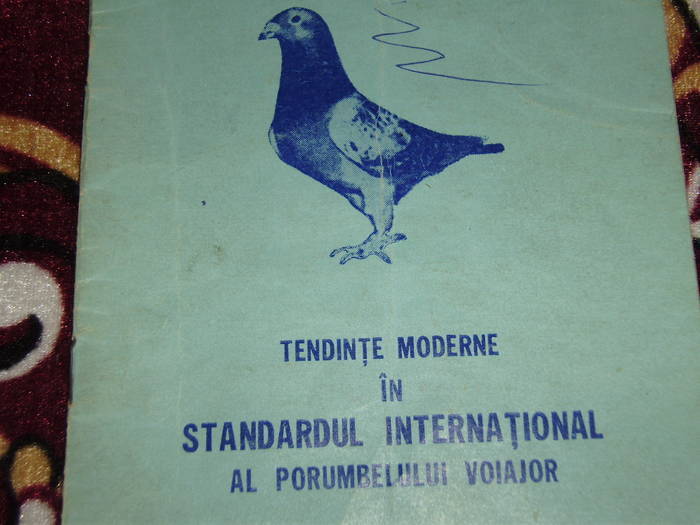 TENDINȚE MODERNE
ÎN
STANDARDUL INTERNAȚIONAL
AL PORUMBELULUI VOIAJOR